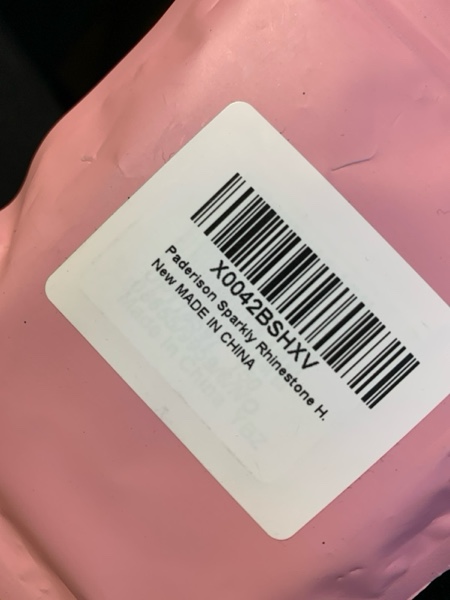 X0042BSHXV
Paderison Sparkly Rhinestone H.
New MADE IN CHINA